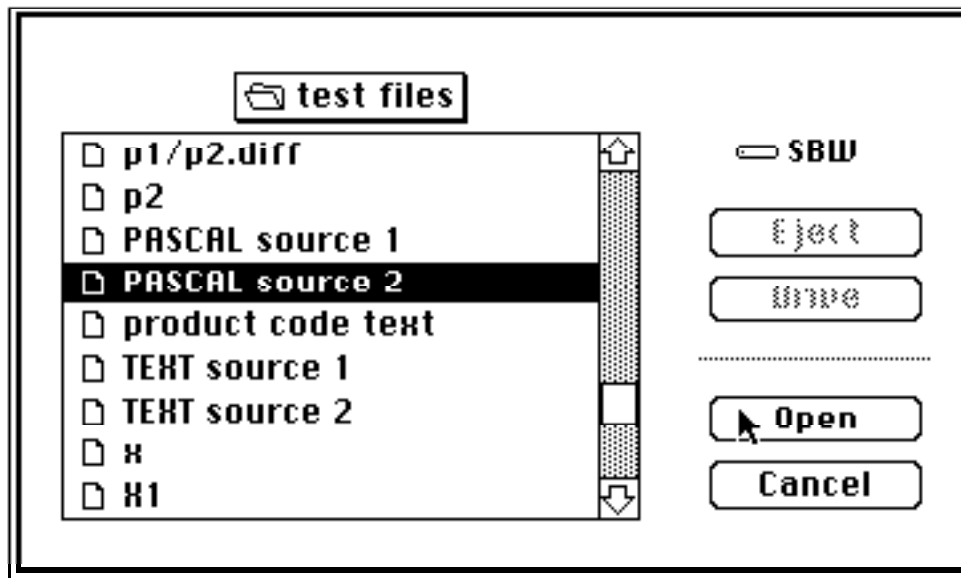 test files
p1/p2.diff
p2
PASCAL source 1
PASCAL source 2
product code text
TEXT source 1
TEXT source 2
x
X1
SBW
Eject
Drive
Open
Cancel